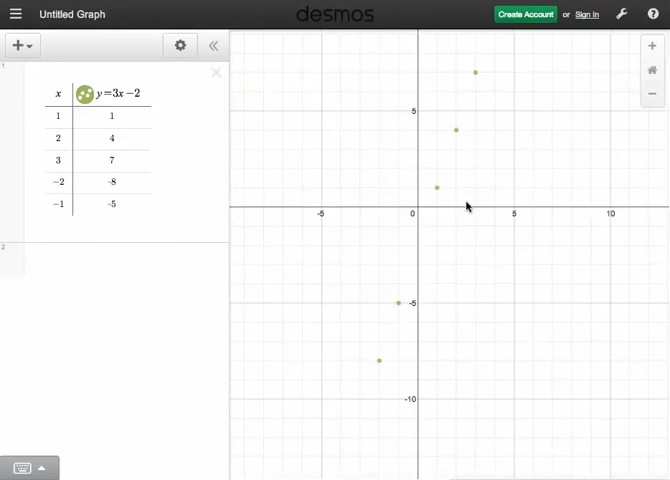 Untitled Graph
desmos
Create Account or Sign In
1
x y=3x−2
1 1
2 4
3 7
−2 -8
−1 -5
2
5
-5 0 5 10
-5
-10